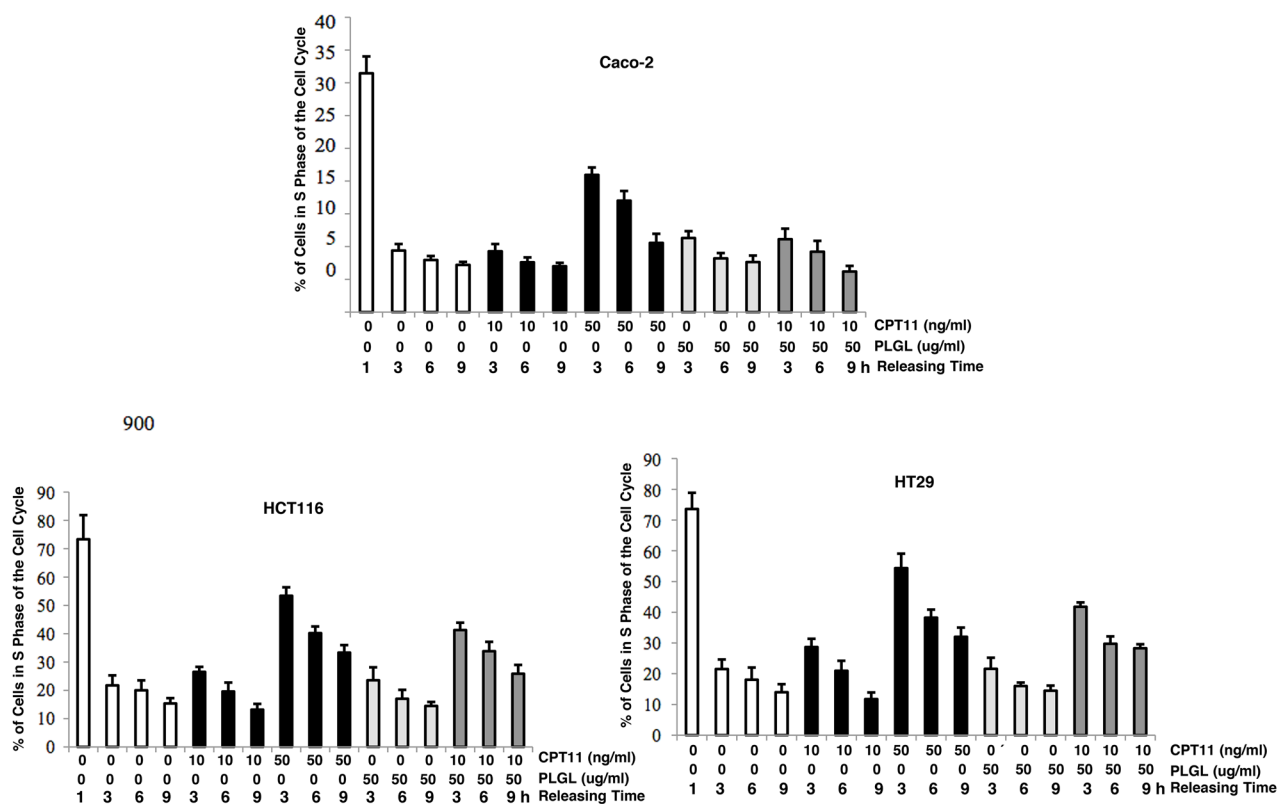 Caco-2
% of Cells in S Phase of the Cell Cycle
40
35
30
25
20
15
10
5
0
0 0 0 0 10 10 10 50 50 50 0 0 0 10 10 10 CPT11 (ng/ml)
0 0 0 0 0 0 0 0 0 0 50 50 50 50 50 50 PLGL (ug/ml)
1 3 6 9 3 6 9 3 6 9 3 6 9 3 6 9 h Releasing Time
900
HCT116
% of Cells in S Phase of the Cell Cycle
90
80
70
60
50
40
30
20
10
0
0 0 0 0 10 10 10 50 50 50 0 0 0 10 10 10 CPT11 (ng/ml)
0 0 0 0 0 0 0 0 0 0 50 50 50 50 50 50 PLGL (ug/ml)
1 3 6 9 3 6 9 3 6 9 3 6 9 3 6 9 h Releasing Time
HT29
% of Cells in S Phase of the Cell Cycle
90
80
70
60
50
40
30
20
10
0
0 0 0 0 10 10 10 50 50 50 0 ´ 0 0 10 10 10 CPT11 (ng/ml)
0 0 0 0 0 0 0 0 0 0 50 50 50 50 50 50 PLGL (ug/ml)
1 3 6 9 3 6 9 3 6 9 3 6 9 3 6 9 h Releasing Time